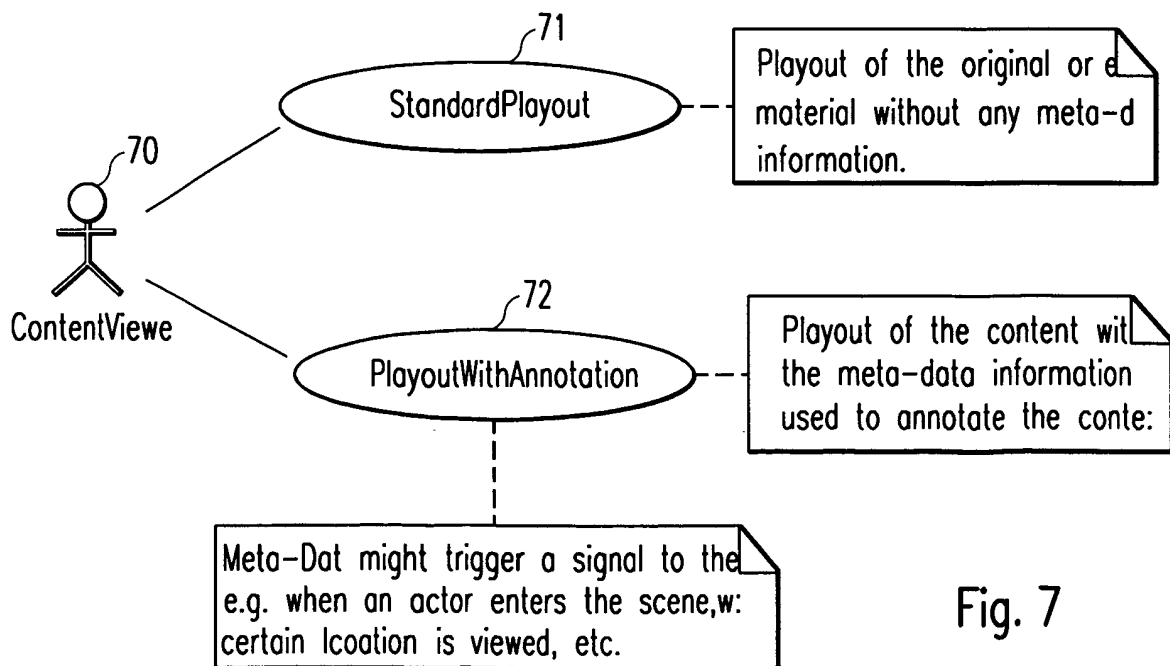 71
StandardPlayout
Playout of the original or e
material without any meta-d
information.
70
ContentViewe
72
PlayoutWithAnnotation
Playout of the content wit
the meta-data information
used to annotate the conte:
Meta-Dat might trigger a signal to the
e.g. when an actor enters the scene,w:
certain lcoation is viewed, etc.
Fig. 7